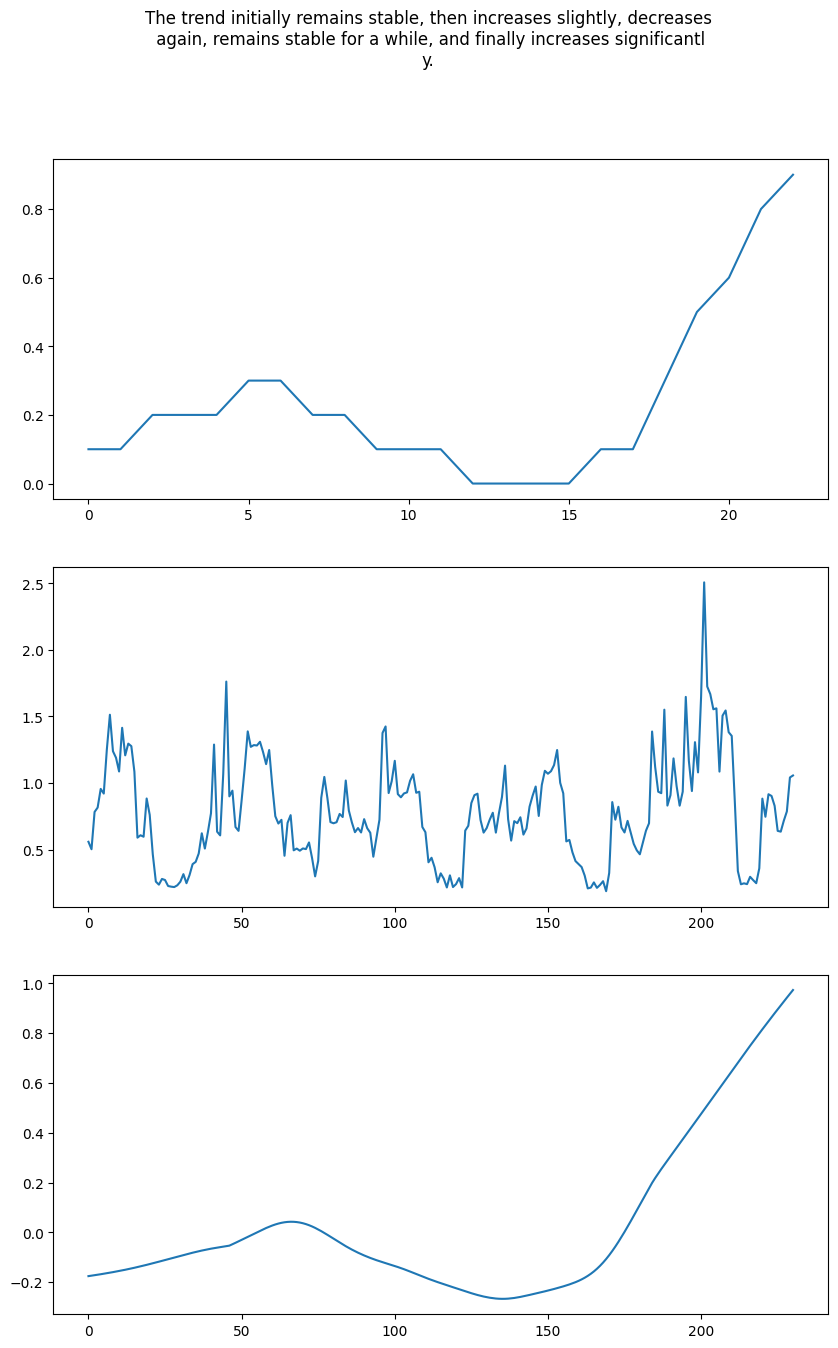 The trend initially remains stable, then increases slightly, decreases
again, remains stable for a while, and finally increases significantl
y.
0.8
0.6
0.4
0.2
0.0
0 5 10 15 20
2.5
2.0
1.5
1.0
0.5
0 50 100 150 200
1.0
0.8
0.6
0.4
0.2
0.0
−0.2
0 50 100 150 200